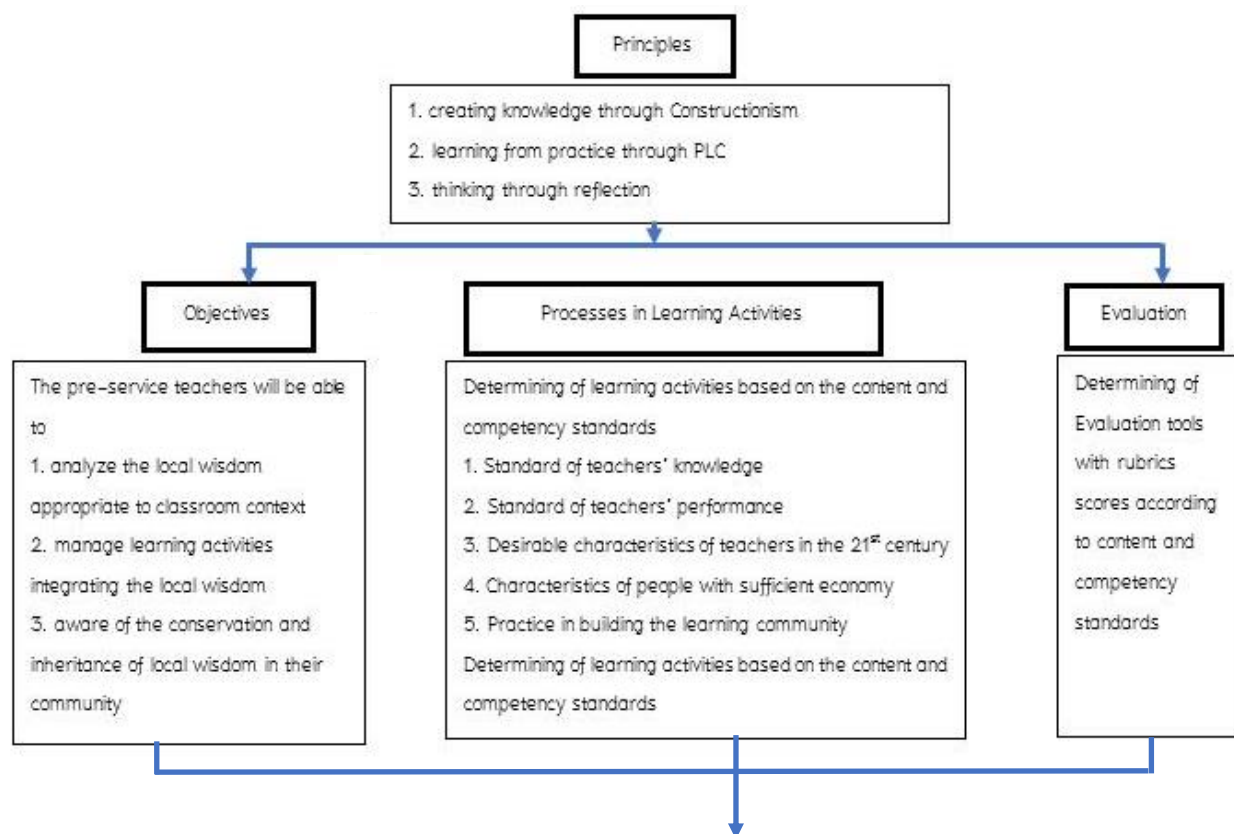 Principles
1. creating knowledge through Constructionism
2. learning from practice through PLC
3. thinking through reflection
Objectives
The pre-service teachers will be able
to
1. analyze the local wisdom
appropriate to classroom context
2. manage learning activities
integrating the local wisdom
3. aware of the conservation and
inheritance of local wisdom in their
community
Processes in Learning Activities
Determining of learning activities based on the content and
competency standards
1. Standard of teachers' knowledge
2. Standard of teachers' performance
3. Desirable characteristics of teachers in the 21st century
4. Characteristics of people with sufficient economy
5. Practice in building the learning community
Determining of learning activities based on the content and
competency standards
Evaluation
Determining of
Evaluation tools
with rubrics
scores according
to content and
competency
standards